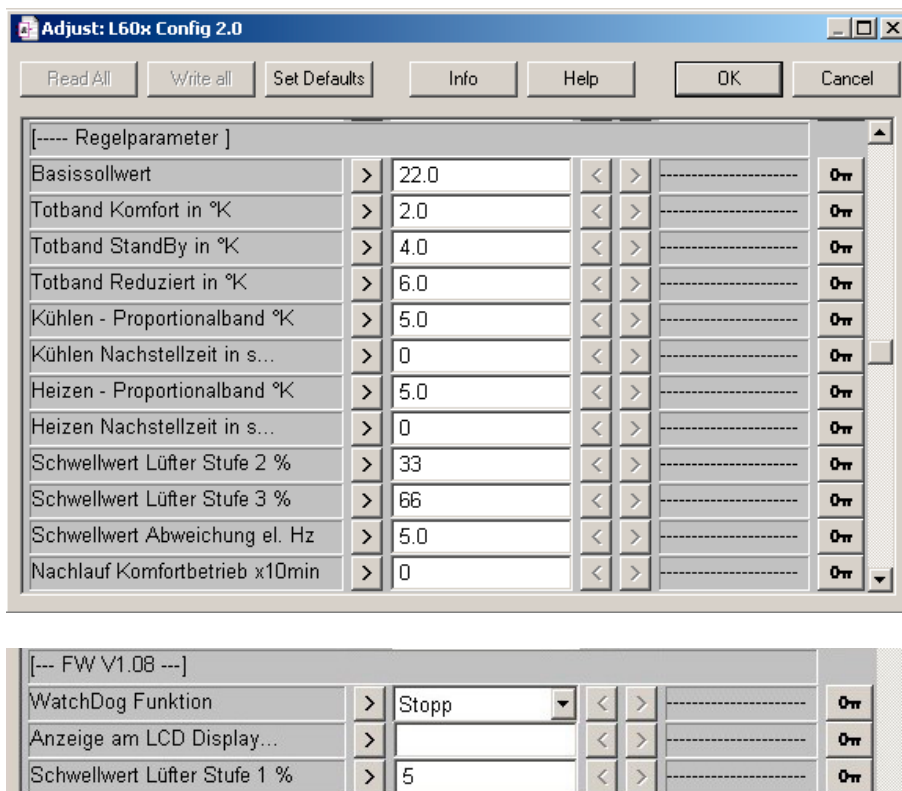 Adjust: L60x Config 2.0
Read All Write all Set Defaults Info Help OK Cancel
[----- Regelparameter ]
Basissollwert > 22.0 < > ----------------------
Totband Komfort in °K > 2.0 < > ----------------------
Totband StandBy in °K > 4.0 < > ----------------------
Totband Reduziert in °K > 6.0 < > ----------------------
Kühlen - Proportionalband °K > 5.0 < > ----------------------
Kühlen Nachstellzeit in s... > 0 < > ----------------------
Heizen - Proportionalband °K > 5.0 < > ----------------------
Heizen Nachstellzeit in s... > 0 < > ----------------------
Schwellwert Lüfter Stufe 2 % > 33 < > ----------------------
Schwellwert Lüfter Stufe 3 % > 66 < > ----------------------
Schwellwert Abweichung el. Hz > 5.0 < > ----------------------
Nachlauf Komfortbetrieb x10min > 0 < > ----------------------
[--- FW V1.08 ---]
WatchDog Funktion > Stopp < > ----------------------
Anzeige am LCD Display... > < > ----------------------
Schwellwert Lüfter Stufe 1 % > 5 < > ----------------------